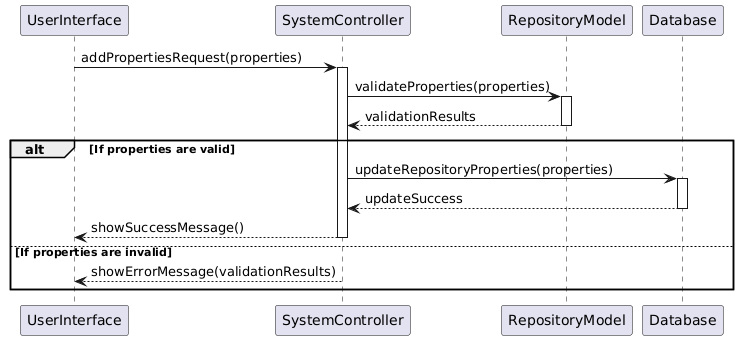 UserInterface SystemController RepositoryModel Database
addPropertiesRequest(properties)
validateProperties(properties)
validationResults
alt [If properties are valid]
updateRepositoryProperties(properties)
updateSuccess
showSuccessMessage()
[If properties are invalid]
showErrorMessage(validationResults)
UserInterface SystemController RepositoryModel Database